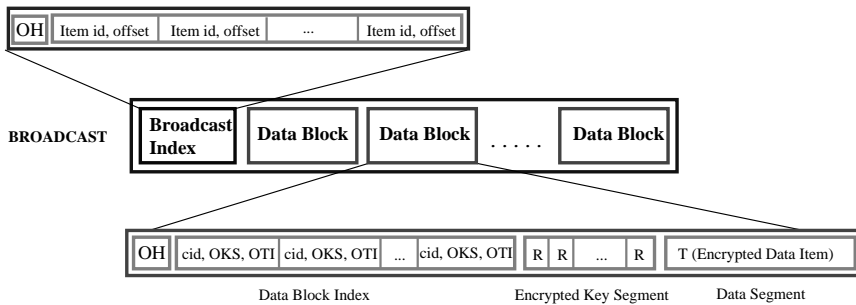 OH Item id, offset Item id, offset ... Item id, offset
BROADCAST
Broadcast Index
Data Block
Data Block
. . . . .
Data Block
OH cid, OKS, OTI cid, OKS, OTI ... cid, OKS, OTI R R ... R T (Encrypted Data Item)
Data Block Index Encrypted Key Segment Data Segment